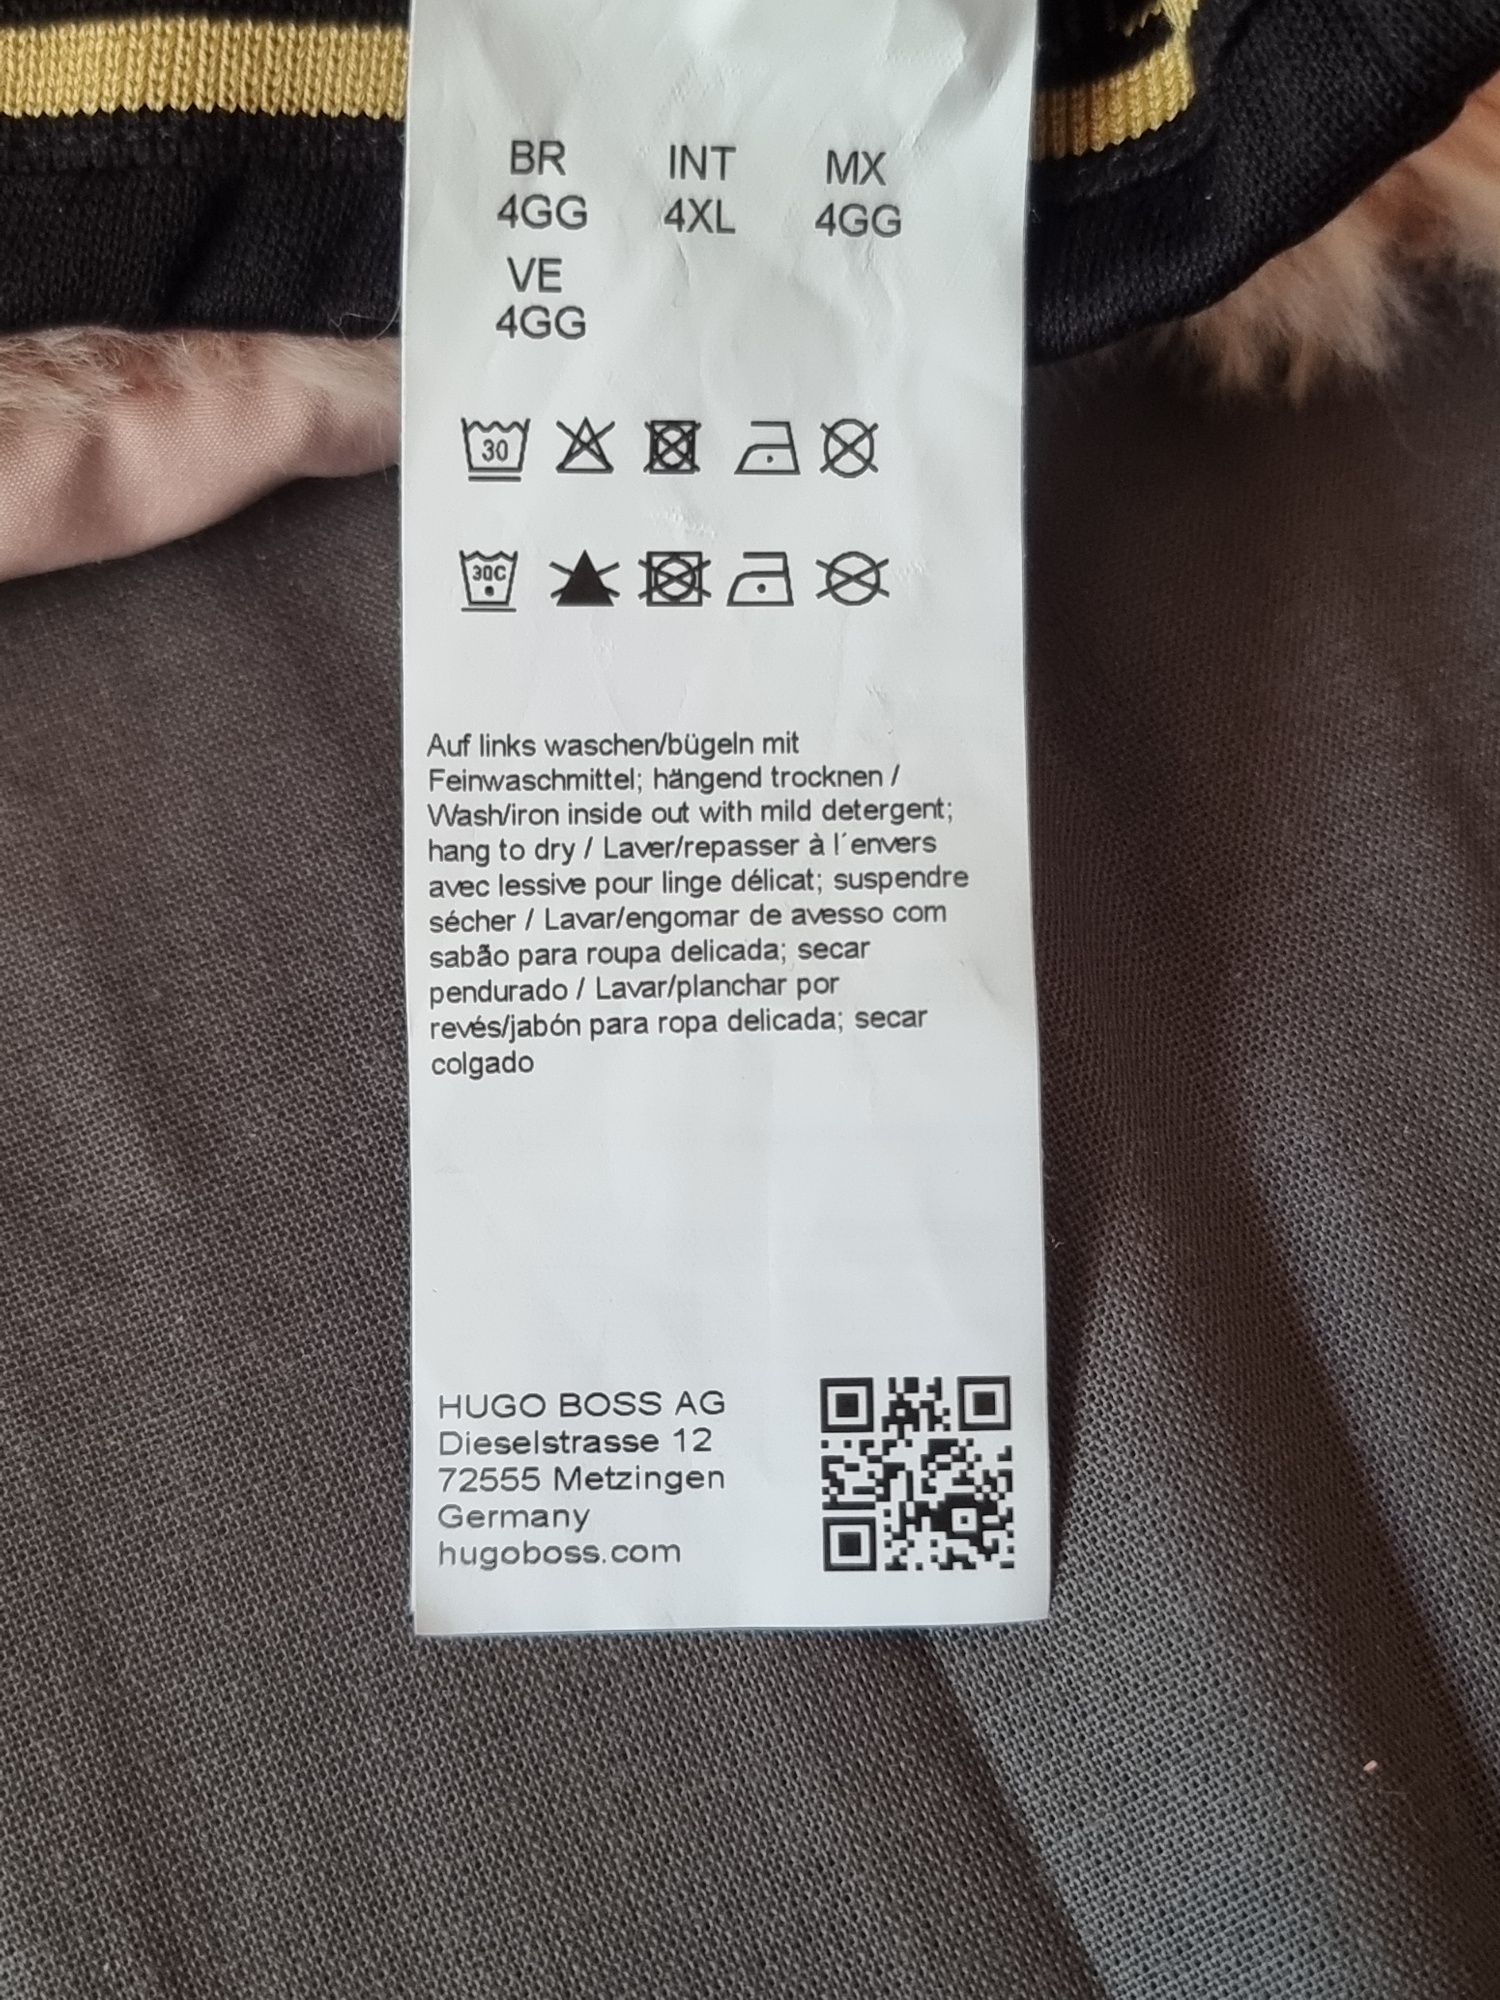 BR INT MX
4GG 4XL 4GG
VE
4GG
30
30C
Auf links waschen/bügeln mit
Feinwaschmittel; hängend trocknen /
Wash/iron inside out with mild detergent;
hang to dry / Laver/repasser à l´envers
avec lessive pour linge délicat; suspendre
sécher / Lavar/engomar de avesso com
sabão para roupa delicada; secar
pendurado / Lavar/planchar por
revés/jabón para ropa delicada; secar
colgado
HUGO BOSS AG
Dieselstrasse 12
72555 Metzingen
Germany
hugoboss.com